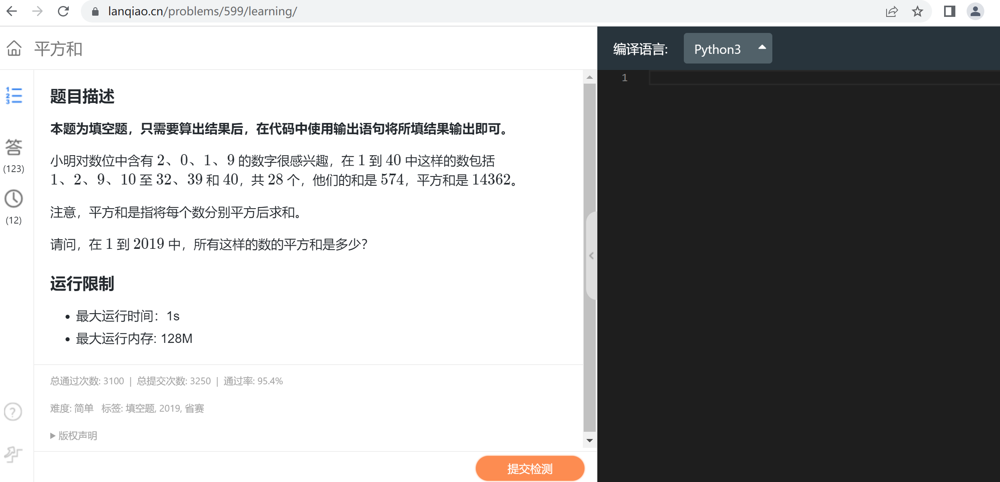 lanqiao.cn/problems/599/learning/
平方和
编译语言:
Python3
1
2
3
答
(123)
(12)
题目描述
本题为填空题，只需要算出结果后，在代码中使用输出语句将所填结果输出即可。
小明对数位中含有 2、0、1、9 的数字很感兴趣，在 1 到 40 中这样的数包括
1、2、9、10 至 32、39 和 40，共 28 个，他们的和是 574，平方和是 14362。
注意，平方和是指将每个数分别平方后求和。
请问，在 1 到 2019 中，所有这样的数的平方和是多少？
运行限制
• 最大运行时间：1s
• 最大运行内存: 128M
总通过次数: 3100 | 总提交次数: 3250 | 通过率: 95.4%
难度: 简单 标签: 填空题, 2019, 省赛
▶ 版权声明
?
提交检测
1